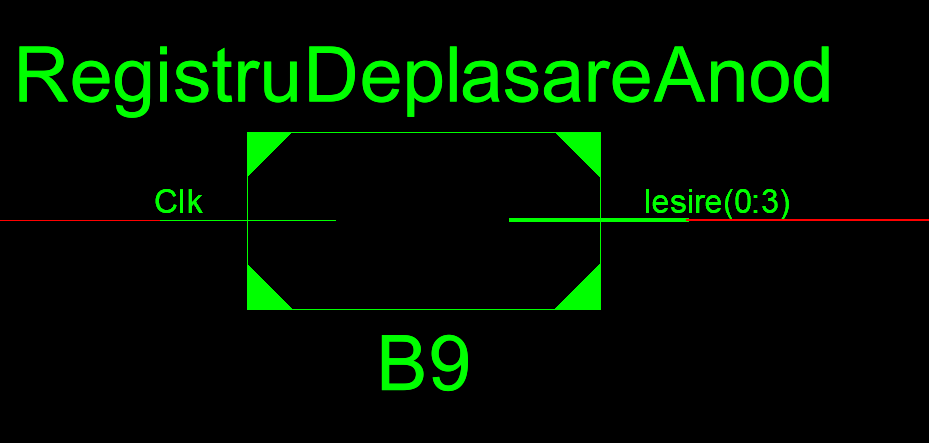 RegistruDeplasareAnod
Clk
Iesire(0:3)
B9